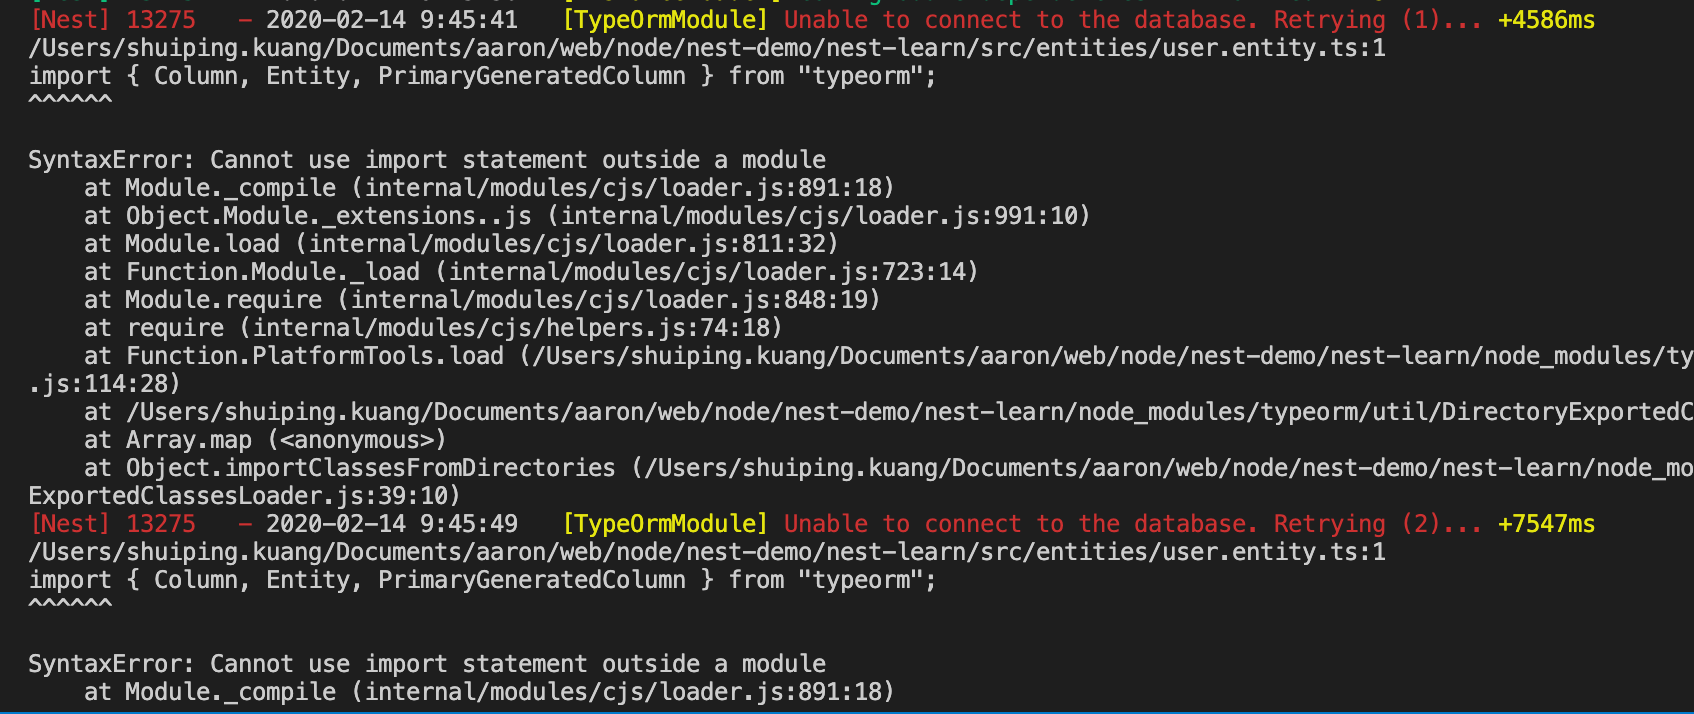 [Nest] 13275   - 2020-02-14 9:45:41   [TypeOrmModule] Unable to connect to the database. Retrying (1)... +4586ms
/Users/shuiping.kuang/Documents/aaron/web/node/nest-demo/nest-learn/src/entities/user.entity.ts:1
import { Column, Entity, PrimaryGeneratedColumn } from "typeorm";
^^^^^^
SyntaxError: Cannot use import statement outside a module
    at Module._compile (internal/modules/cjs/loader.js:891:18)
    at Object.Module._extensions..js (internal/modules/cjs/loader.js:991:10)
    at Module.load (internal/modules/cjs/loader.js:811:32)
    at Function.Module._load (internal/modules/cjs/loader.js:723:14)
    at Module.require (internal/modules/cjs/loader.js:848:19)
    at require (internal/modules/cjs/helpers.js:74:18)
    at Function.PlatformTools.load (/Users/shuiping.kuang/Documents/aaron/web/node/nest-demo/nest-learn/node_modules/ty
.js:114:28)
    at /Users/shuiping.kuang/Documents/aaron/web/node/nest-demo/nest-learn/node_modules/typeorm/util/DirectoryExportedC
    at Array.map (<anonymous>)
    at Object.importClassesFromDirectories (/Users/shuiping.kuang/Documents/aaron/web/node/nest-demo/nest-learn/node_mo
ExportedClassesLoader.js:39:10)
[Nest] 13275   - 2020-02-14 9:45:49   [TypeOrmModule] Unable to connect to the database. Retrying (2)... +7547ms
/Users/shuiping.kuang/Documents/aaron/web/node/nest-demo/nest-learn/src/entities/user.entity.ts:1
import { Column, Entity, PrimaryGeneratedColumn } from "typeorm";
^^^^^^
SyntaxError: Cannot use import statement outside a module
    at Module._compile (internal/modules/cjs/loader.js:891:18)